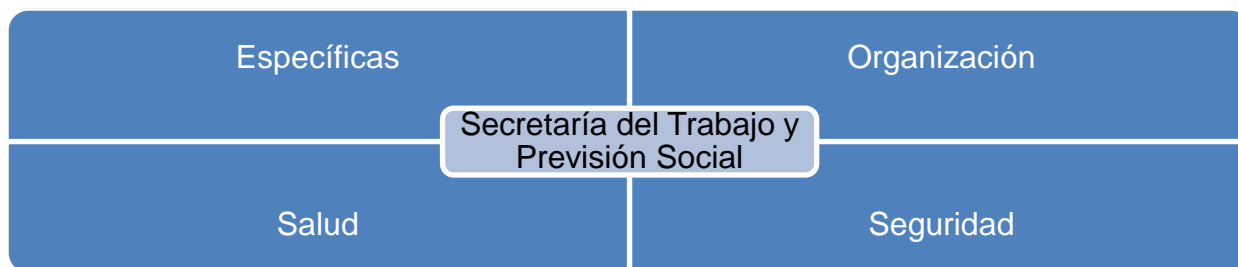 Específicas
Organización
Secretaría del Trabajo y
Previsión Social
Salud
Seguridad